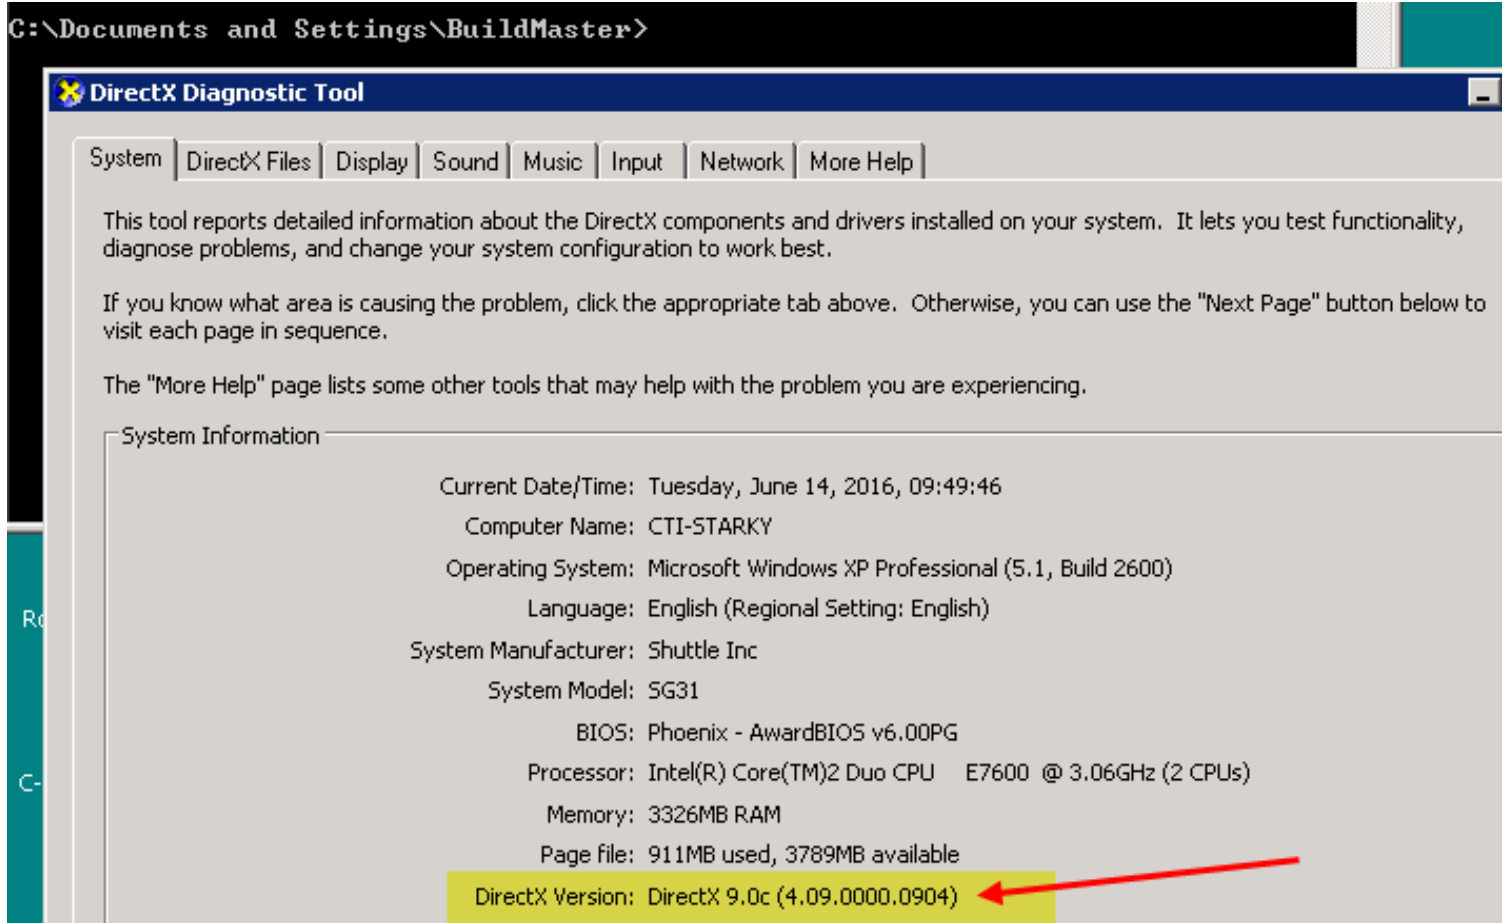 C:\Documents and Settings\BuildMaster>
DirectX Diagnostic Tool
System DirectX Files Display Sound Music Input Network More Help
This tool reports detailed information about the DirectX components and drivers installed on your system. It lets you test functionality,
diagnose problems, and change your system configuration to work best.
If you know what area is causing the problem, click the appropriate tab above. Otherwise, you can use the "Next Page" button below to
visit each page in sequence.
The "More Help" page lists some other tools that may help with the problem you are experiencing.
System Information
Current Date/Time: Tuesday, June 14, 2016, 09:49:46
Computer Name: CTI-STARKY
Operating System: Microsoft Windows XP Professional (5.1, Build 2600)
Language: English (Regional Setting: English)
System Manufacturer: Shuttle Inc
System Model: SG31
BIOS: Phoenix - AwardBIOS v6.00PG
Processor: Intel(R) Core(TM)2 Duo CPU E7600 @ 3.06GHz (2 CPUs)
Memory: 3326MB RAM
Page file: 911MB used, 3789MB available
DirectX Version: DirectX 9.0c (4.09.0000.0904)
C-